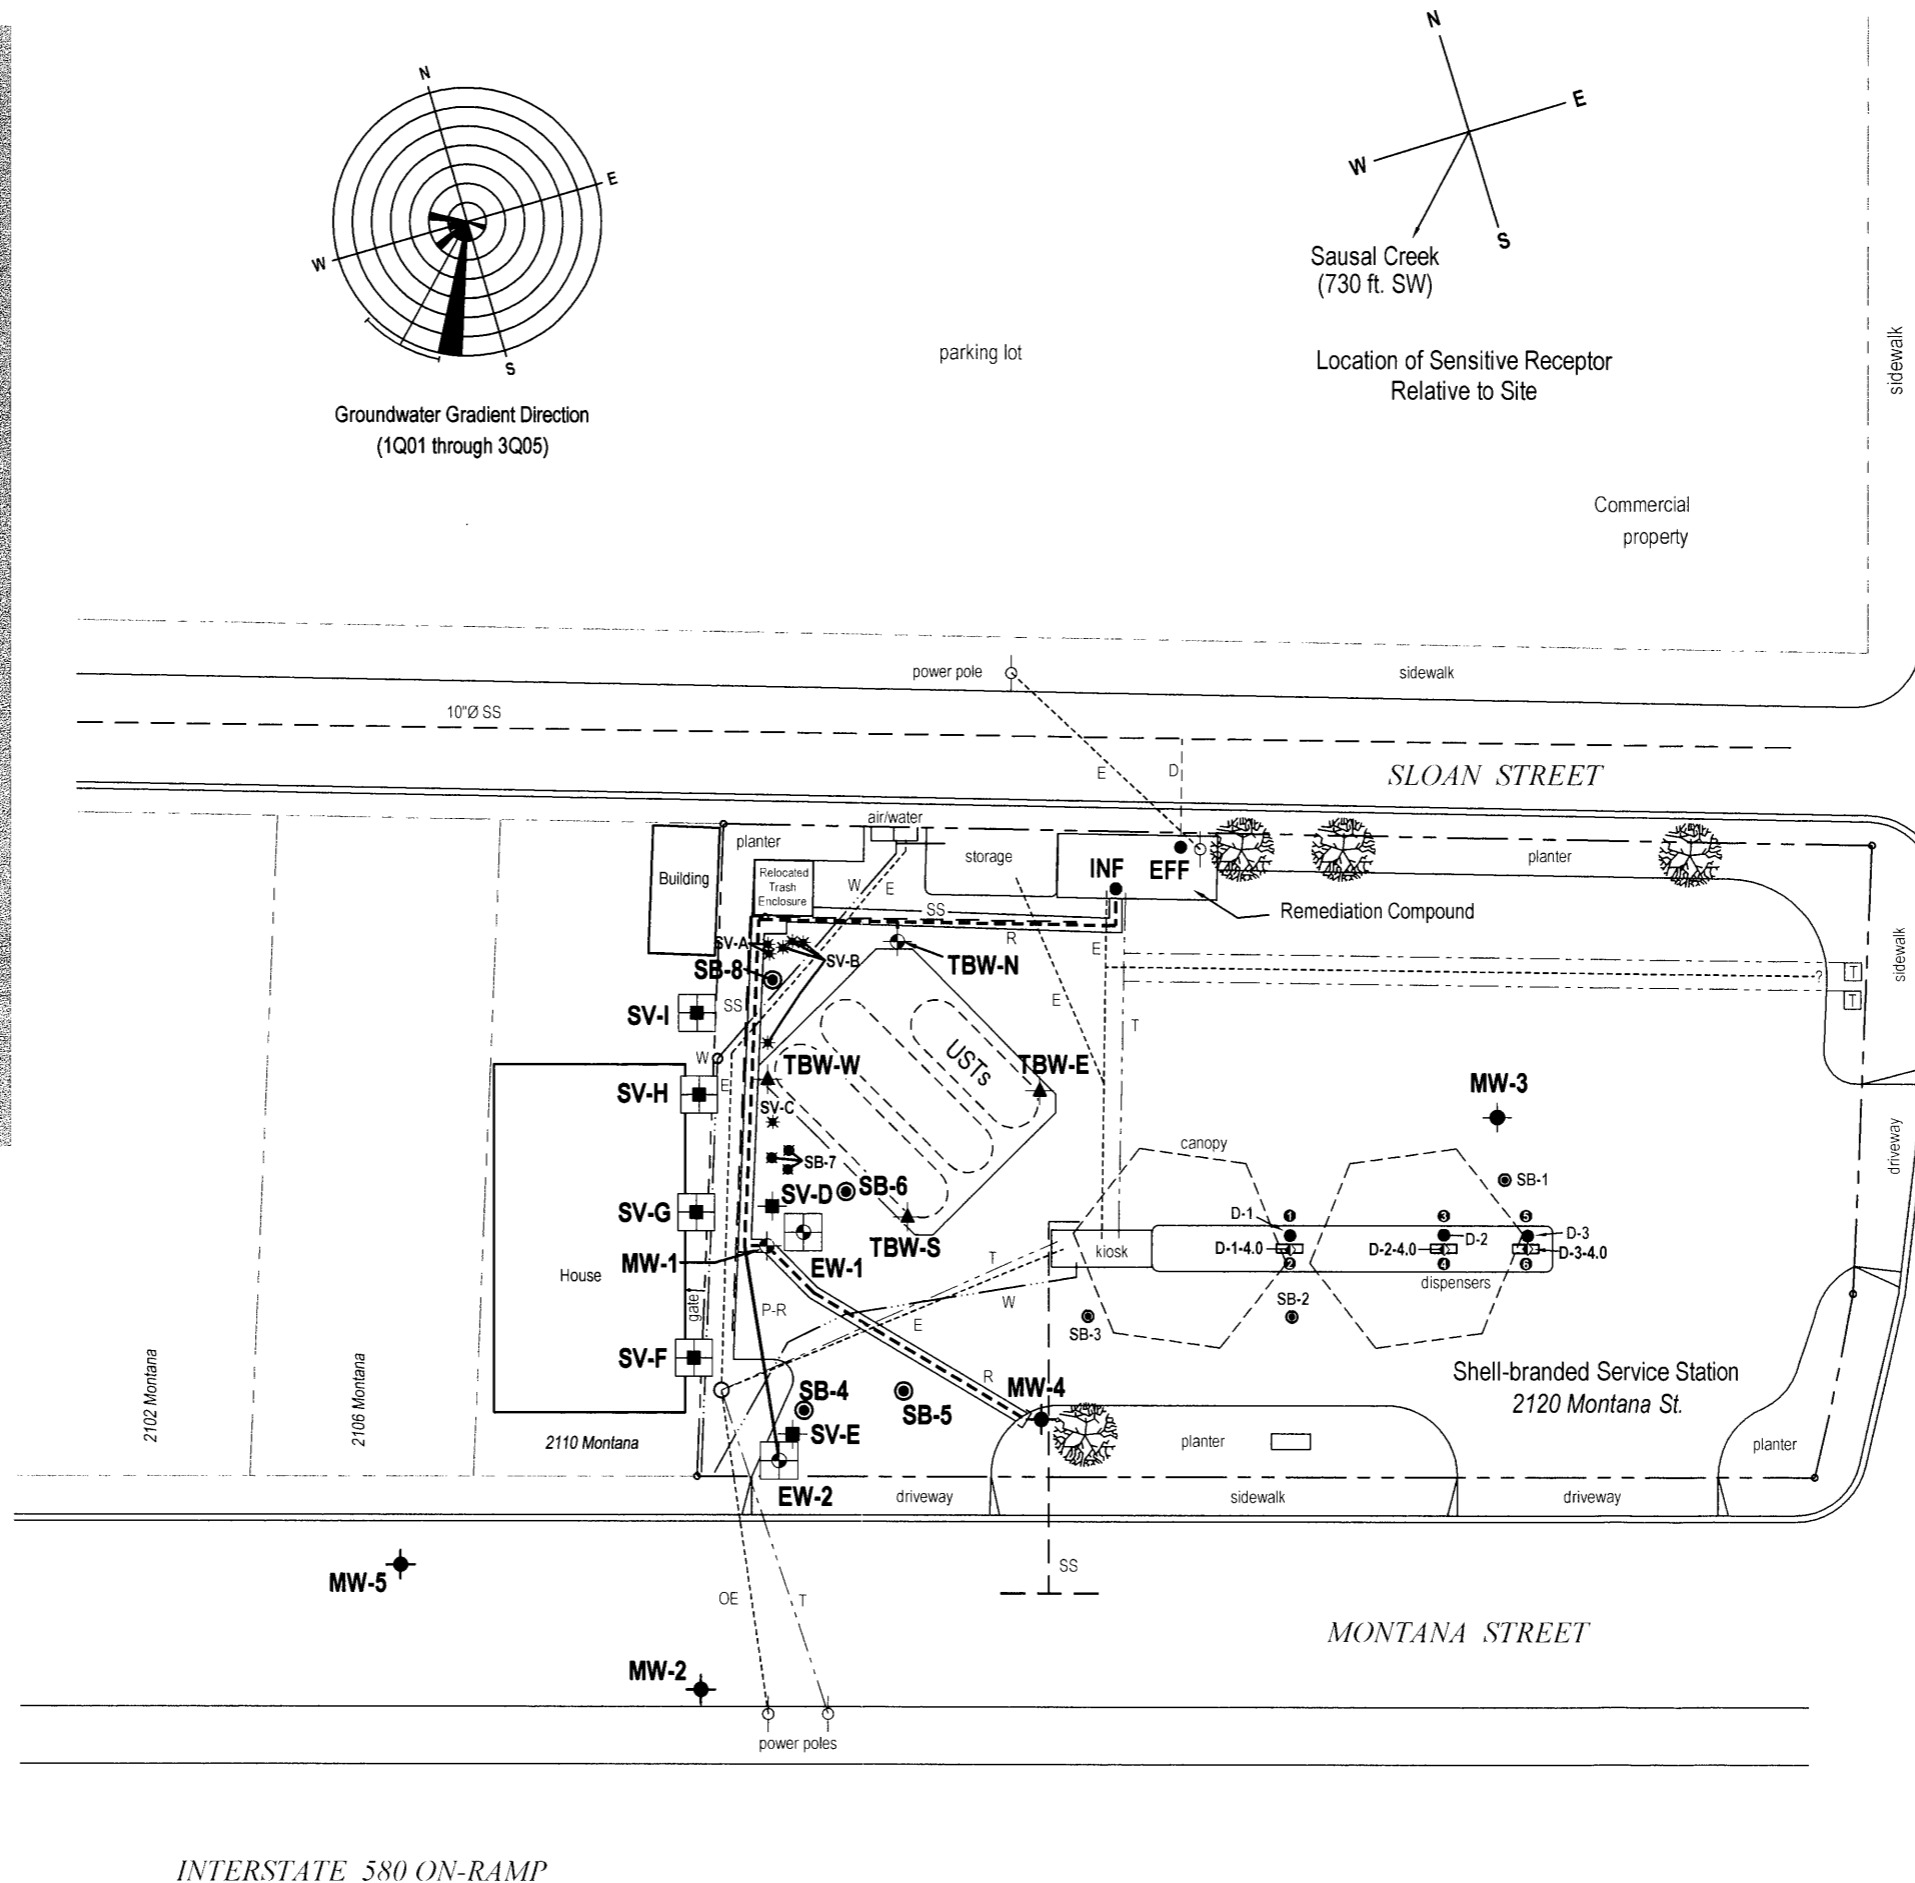 N
E
W
S
Groundwater Gradient Direction
(1Q01 through 3Q05)
N
E
W
S
Sausal Creek
(730 ft. SW)
Location of Sensitive Receptor
Relative to Site
parking lot
sidewalk
Commercial
property
power pole
sidewalk
10"Ø SS
E
D
SLOAN STREET
air/water
planter
storage
planter
Building
Relocated
Trash
Enclosure
W
E
INF
EFF
SS
Remediation Compound
R
E
SV-A
SV-B
SB-8
TBW-N
sidewalk
?
T
T
SS
SV-I
E
T
USTs
W
TBW-W
TBW-E
E
SV-H
MW-3
SV-C
canopy
driveway
SB-7
SV-D
SB-6
SB-1
SV-G
D-1
1
3
5
TBW-S
D-2
D-3
MW-1
EW-1
T
kiosk
D-1-4.0
D-2-4.0
D-3-4.0
2
4
6
House
dispensers
gate
P-R
W
E
SB-3
SB-2
SV-F
R
MW-4
Shell-branded Service Station
2120 Montana St.
SB-4
SB-5
2102 Montana
2106 Montana
2110 Montana
SV-E
planter
planter
EW-2
driveway
sidewalk
driveway
SS
MW-5
OE
T
MONTANA STREET
MW-2
power poles
INTERSTATE 580 ON-RAMP